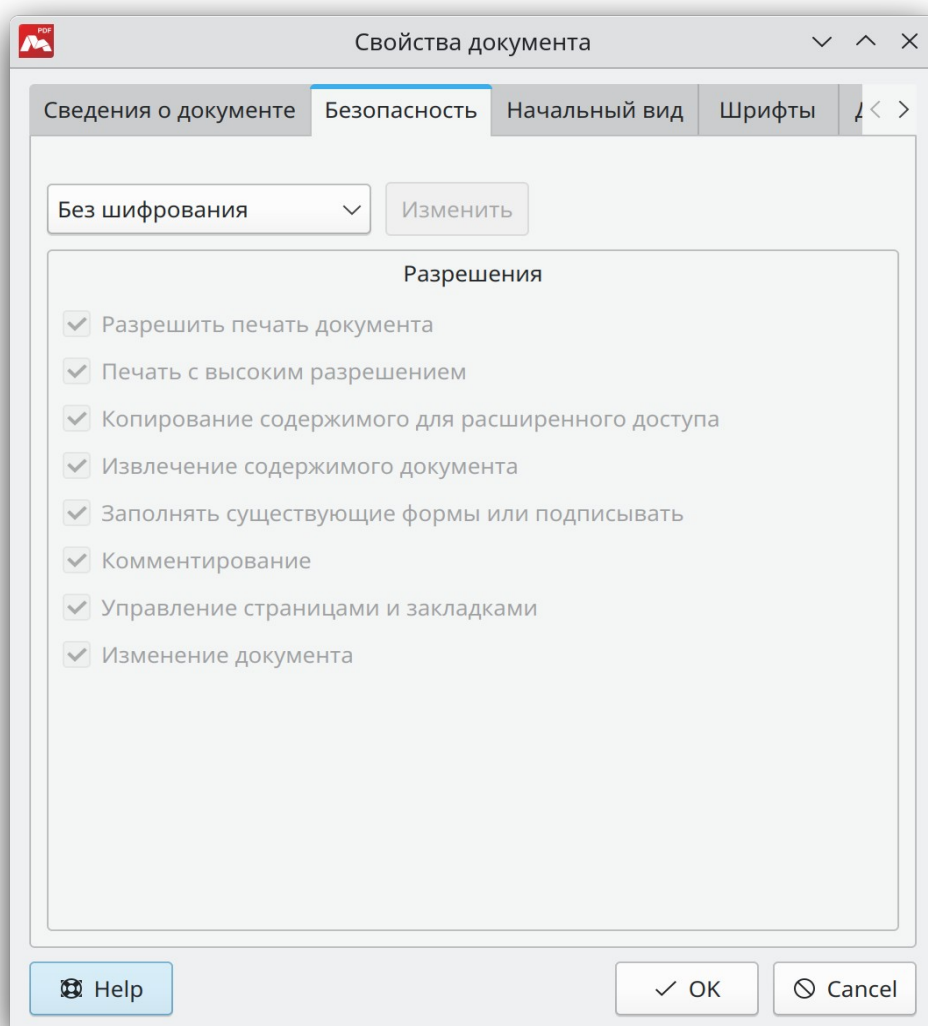 PDF
Свойства документа
Сведения о документе Безопасность Начальный вид Шрифты
Без шифрования Изменить
Разрешения
Разрешить печать документа
Печать с высоким разрешением
Копирование содержимого для расширенного доступа
Извлечение содержимого документа
Заполнять существующие формы или подписывать
Комментирование
Управление страницами и закладками
Изменение документа
Help OK Cancel